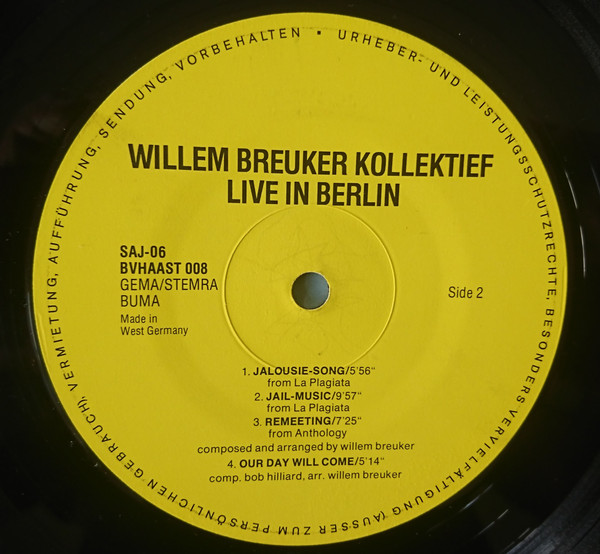 URHEBER- UND LEISTUNGSSCHUTZRECHTE, BESONDERS VERVIELFÄLTIGUNG (AUSSER ZUM PERSÖNLICHEN GEBRAUCH), VERMIETUNG, AUFFÜHRUNG, SENDUNG, VORBEHALTEN •
WILLEM BREUKER KOLLEKTIEF
LIVE IN BERLIN
SAJ-06
BVHAAST 008
GEMA/STEMRA
BUMA
Made in
West Germany
Side 2
1. JALOUSIE-SONG/5'56"
from La Plagiata
2. JAIL-MUSIC/9'57"
from La Plagiata
3. REMEETING/7'25"
from Anthology
composed and arranged by willem breuker
4. OUR DAY WILL COME/5'14"
comp. bob hilliard, arr. willem breuker